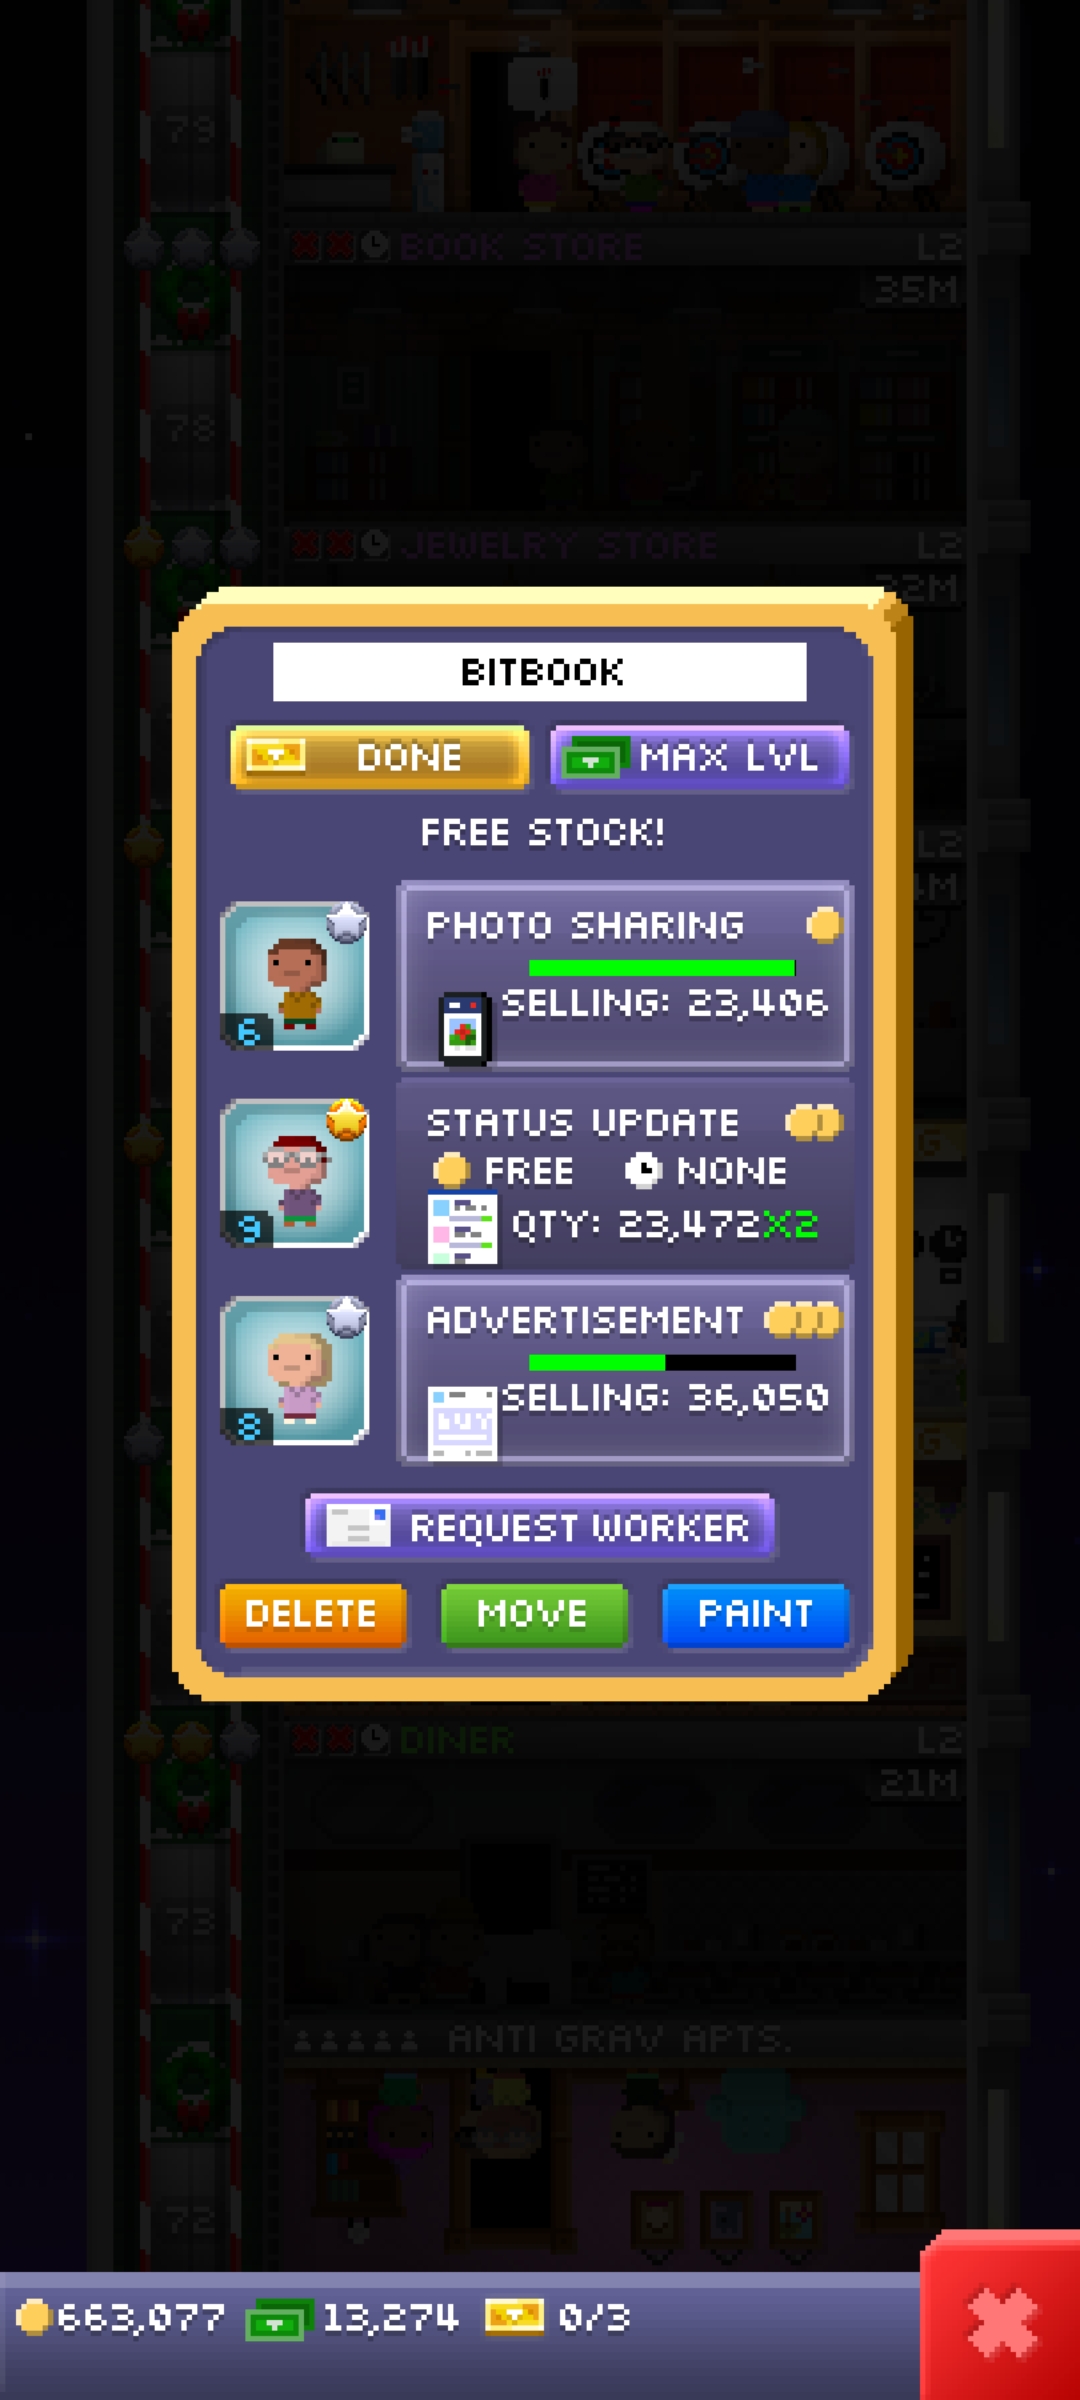 79
BOOK STORE L2
35M
78
JEWELRY STORE L2
32M
BITBOOK
DONE MAX LVL
FREE STOCK!
L2
4M
PHOTO SHARING
SELLING: 23,406
6
STATUS UPDATE
FREE NONE
QTY: 23,472X2
9
G
ADVERTISEMENT
SELLING: 36,050
8
G
REQUEST WORKER
DELETE MOVE PAINT
DINER L2
21M
73
ANTI GRAV APTS.
72
663,077 13,274 0/3